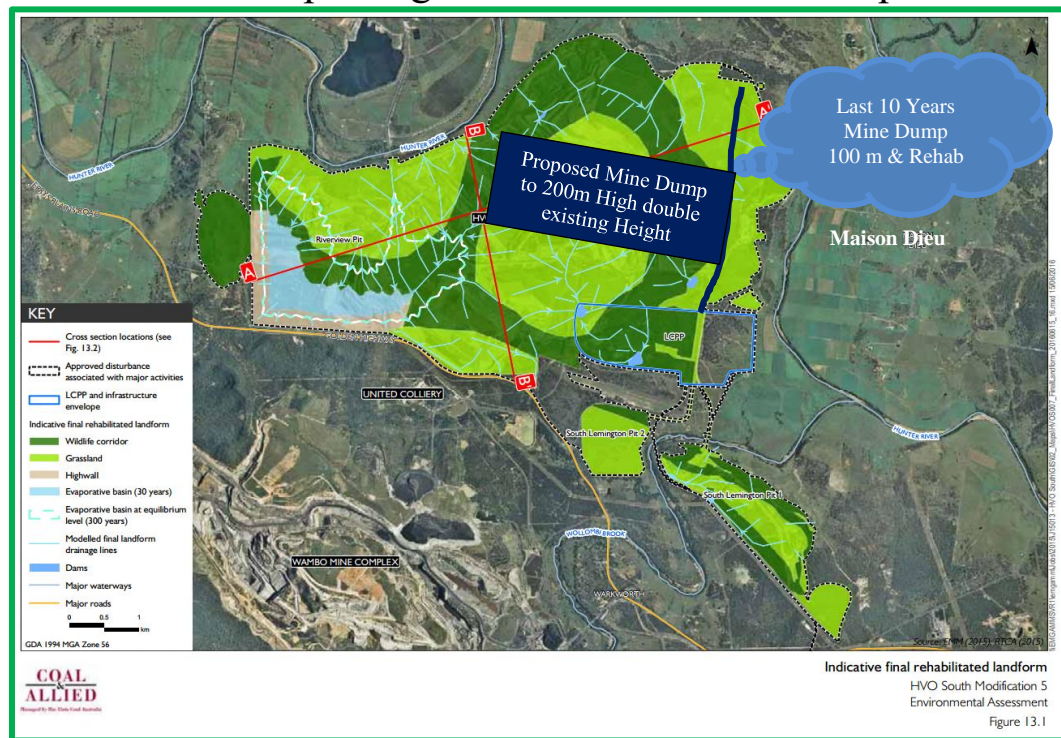 HUNTER RIVER
HUNTER RIVER
Last 10 Years
Mine Dump
100 m & Rehab
A'
B
Proposed Mine Dump
to 200m High double
existing Height
Maison Dieu
Riverview Pit
A
LCPP
B'
UNITED COLLIERY
South Lemington Pit 2
HUNTER RIVER
South Lemington Pit 1
WOLLOMBI BROOK
WAMBO MINE COMPLEX
WARKWORTH
KEY
Cross section locations (see
Fig. 13.2)
Approved disturbance
associated with major activities
LCPP and infrastructure
envelope
Indicative final rehabilitated landform
Wildlife corridor
Grassland
Highwall
Evaporative basin (30 years)
Evaporative basin at equilibrium
level (300 years)
Modelled final landform
drainage lines
Dams
Major waterways
Major roads
0 0.5 1
km
GDA 1994 MGA Zone 56
Source: EMM (2015); RTCA (2015)
COAL
&
ALLIED
Managed by Rio Tinto Coal Australia
Indicative final rehabilitated landform
HVO South Modification 5
Environmental Assessment
Figure 13.1